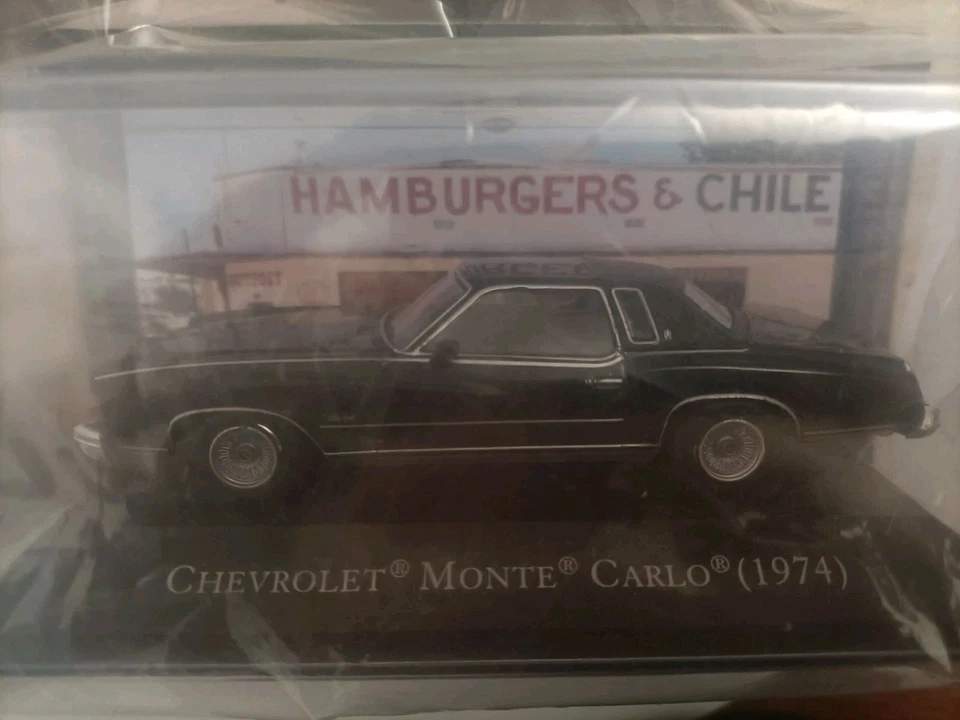 HAMBURGERS & CHILE
CHEVROLET® MONTE® CARLO® (1974)